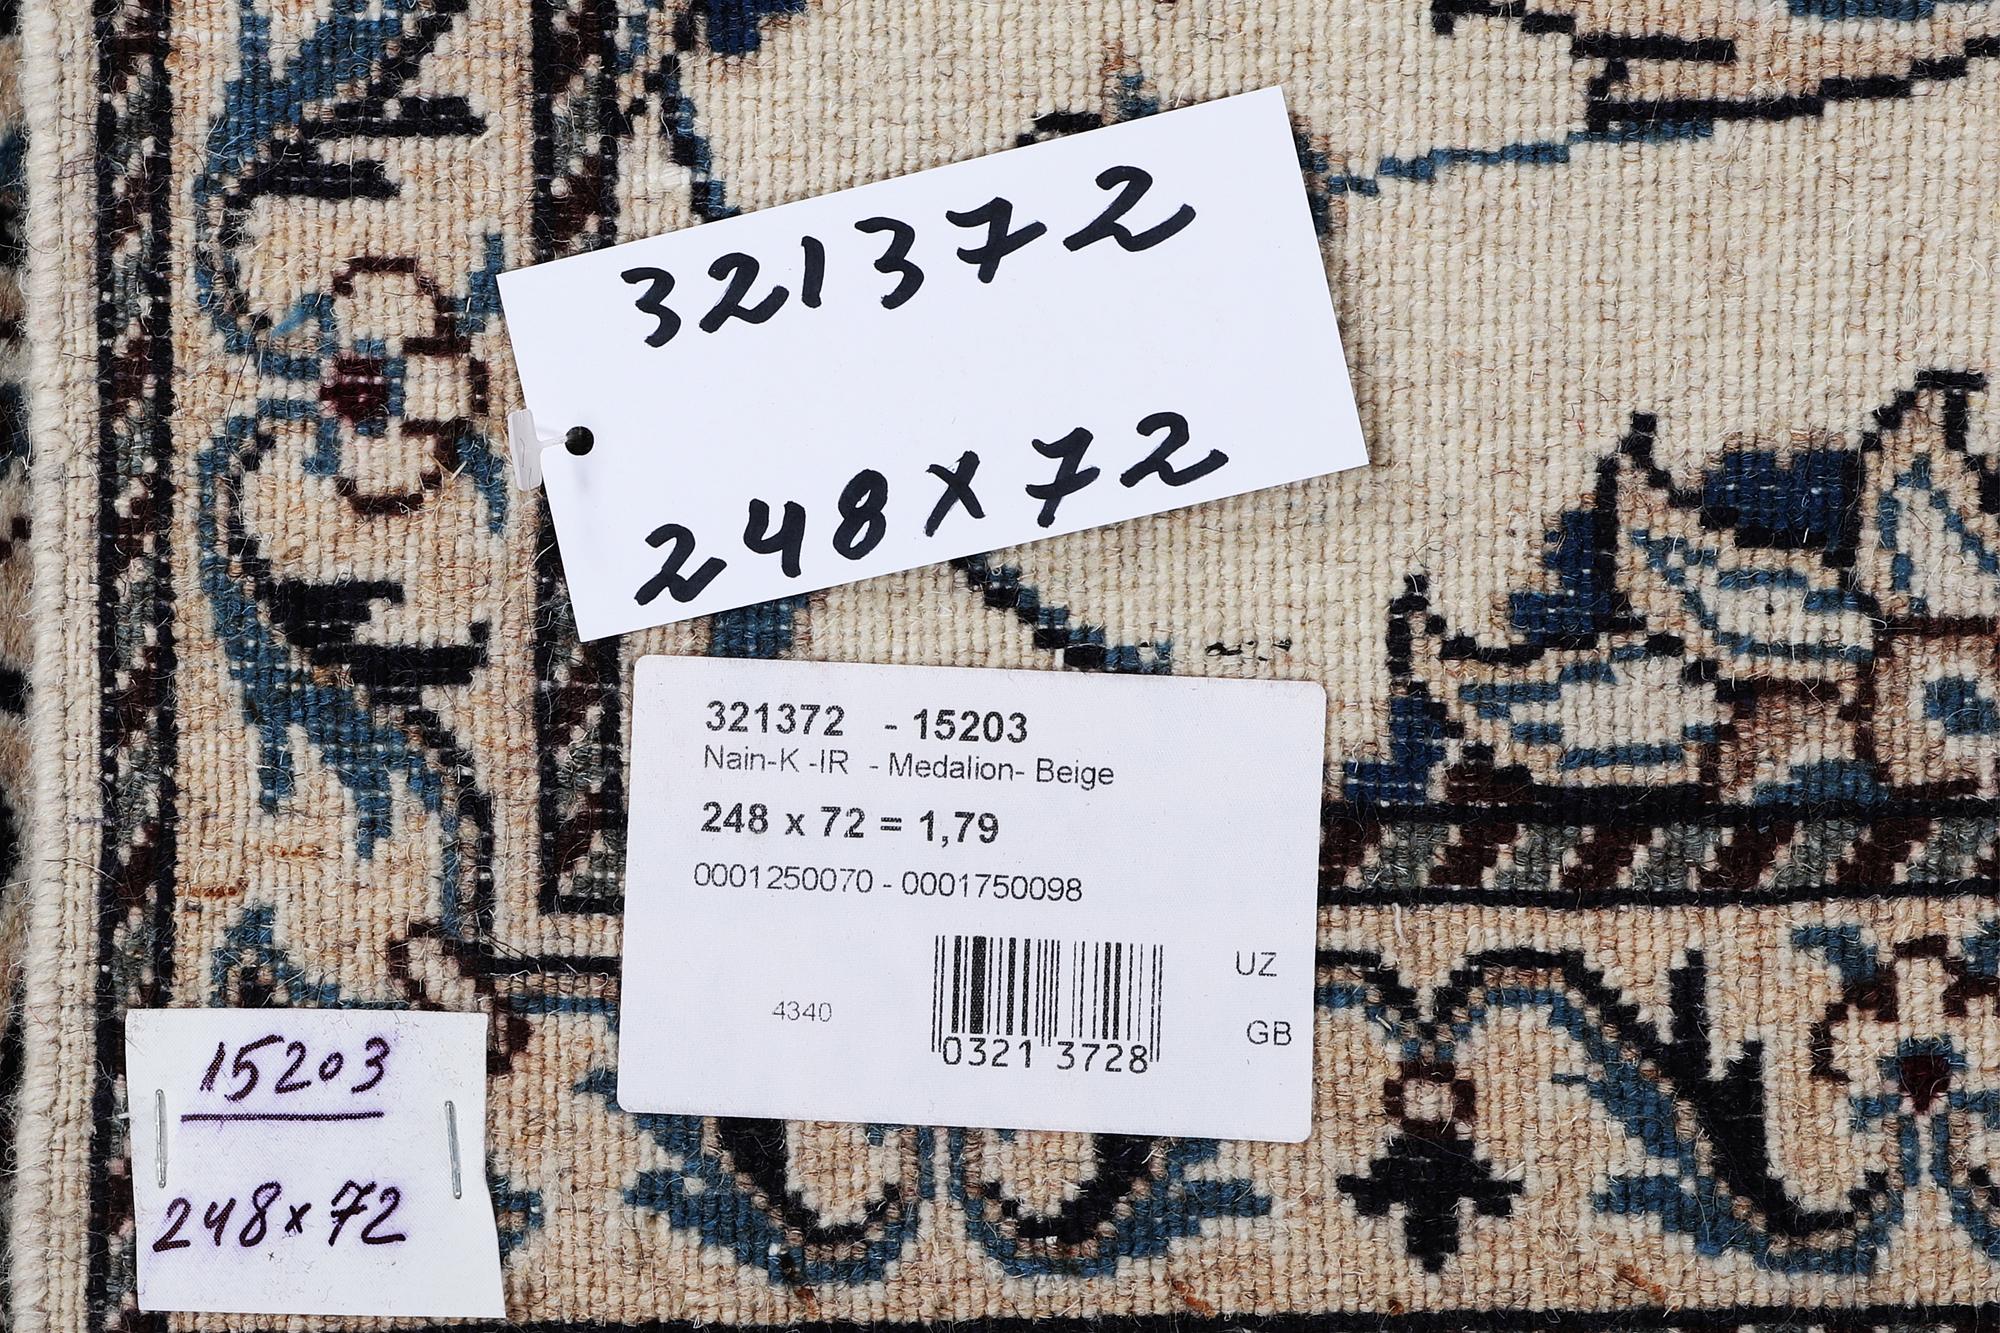 321372
248x72
321372 - 15203
Nain-K -IR - Medalion- Beige
248 x 72 = 1,79
0001250070 - 0001750098
UZ
4340
GB
0321 3728
15203
248x72